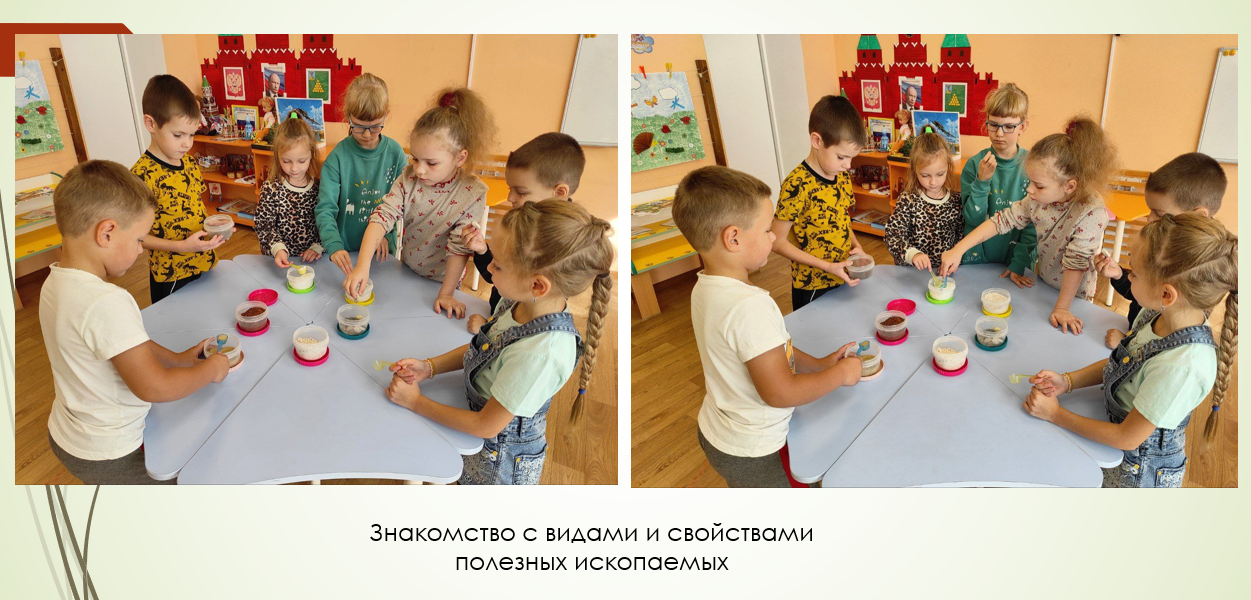 Знакомство с видами и свойствами
полезных ископаемых